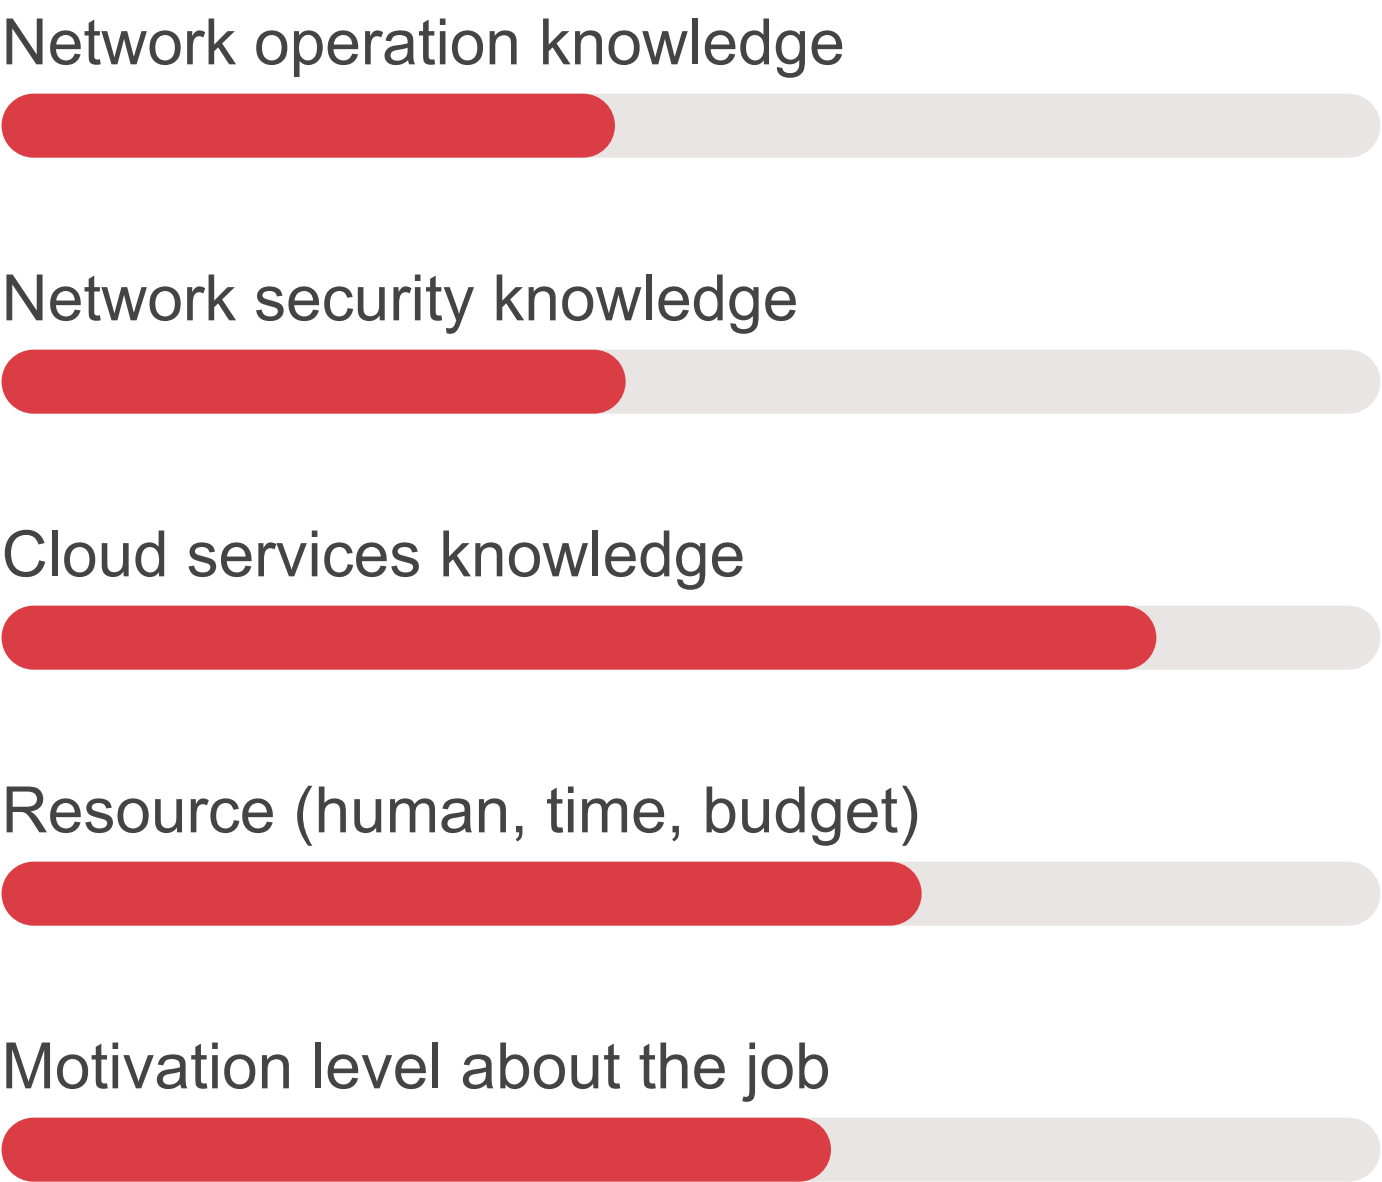 Network operation knowledge
Network security knowledge
Cloud services knowledge
Resource (human, time, budget)
Motivation level about the job